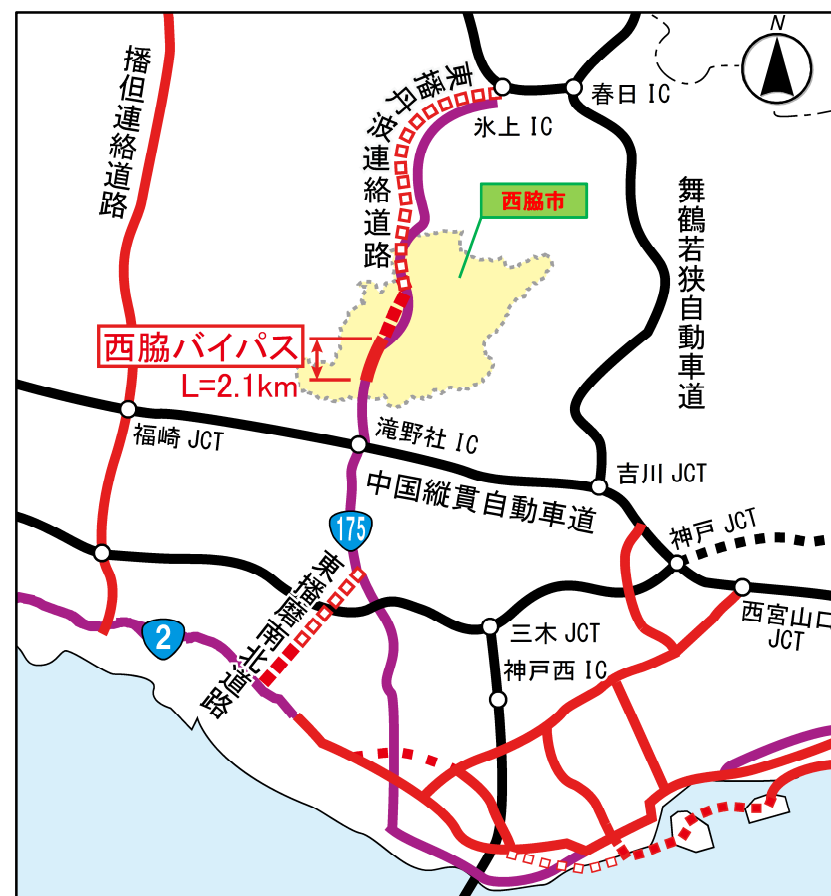 N
播但連絡道路
東播丹波連絡道路
氷上 IC
春日 IC
西脇市
舞鶴若狭自動車道
西脇バイパス
L=2.1km
福崎 JCT
滝野社 IC
中国縦貫自動車道
吉川 JCT
175
神戸 JCT
東播磨南北道路
2
三木 JCT
西宮山口
JCT
神戸西 IC